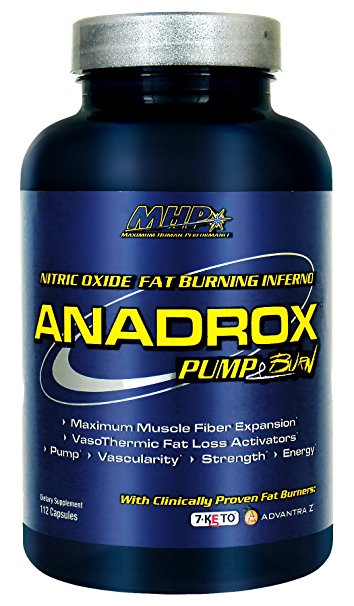 MHP
MAXIMUM HUMAN PERFORMANCE
NITRIC OXIDE FAT BURNING INFERNO
ANADROX
PUMP & BURN
› Maximum Muscle Fiber Expansion*
› VasoThermic Fat Loss Activators*
› Pump* › Vascularity* › Strength* › Energy*
With Clinically Proven Fat Burners:
Dietary Supplement
112 Capsules
7-KETO ADVANTRA Z